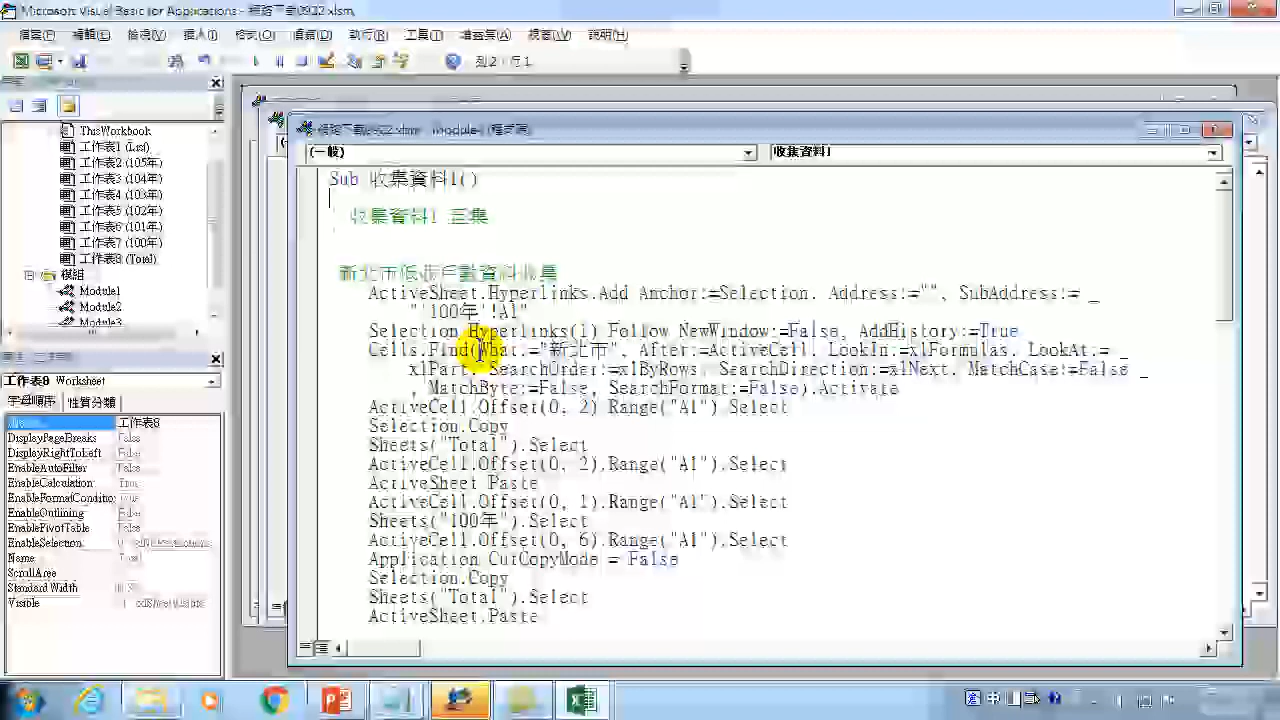 Microsoft Visual Basic for Applications - 網路下載0922.xlsm
檔案(F) 編輯(E) 檢視(V) 插入(I) 格式(O) 偵錯(D) 執行(R) 工具(T) 增益集(A) 視窗(W) 說明(H)
列 2，行 1
ThisWorkbook
工作表1 (List)
工作表2 (105年)
工作表3 (104年)
工作表4 (103年)
工作表5 (102年)
工作表6 (101年)
工作表7 (100年)
工作表8 (Total)
模組
Module1
Module2
Module3
工作表8 Worksheet
字母順序 性質分類
工作表8
DisplayPageBreaks False
DisplayRightToLeft False
EnableAutoFilter False
EnableCalculation True
EnableFormatConditio True
EnableOutlining False
EnablePivotTable False
EnableSelection
Name Total
ScrollArea
Standard Width
Visible
(一般) 收集資料1
Sub 收集資料1()
收集資料1 巨集
新北市低收戶數資料收集
ActiveSheet.Hyperlinks.Add Anchor:=Selection, Address:="", SubAddress:= _
"'100年'!A1"
Selection.Hyperlinks(1).Follow NewWindow:=False, AddHistory:=True
Cells.Find(What:="新北市", After:=ActiveCell, LookIn:=xlFormulas, LookAt:= _
xlPart, SearchOrder:=xlByRows, SearchDirection:=xlNext, MatchCase:=False _
, MatchByte:=False, SearchFormat:=False).Activate
ActiveCell.Offset(0, 2).Range("A1").Select
Selection.Copy
Sheets("Total").Select
ActiveCell.Offset(0, 2).Range("A1").Select
ActiveSheet.Paste
ActiveCell.Offset(0, 1).Range("A1").Select
Sheets("100年").Select
ActiveCell.Offset(0, 6).Range("A1").Select
Application.CutCopyMode = False
Selection.Copy
Sheets("Total").Select
ActiveSheet.Paste